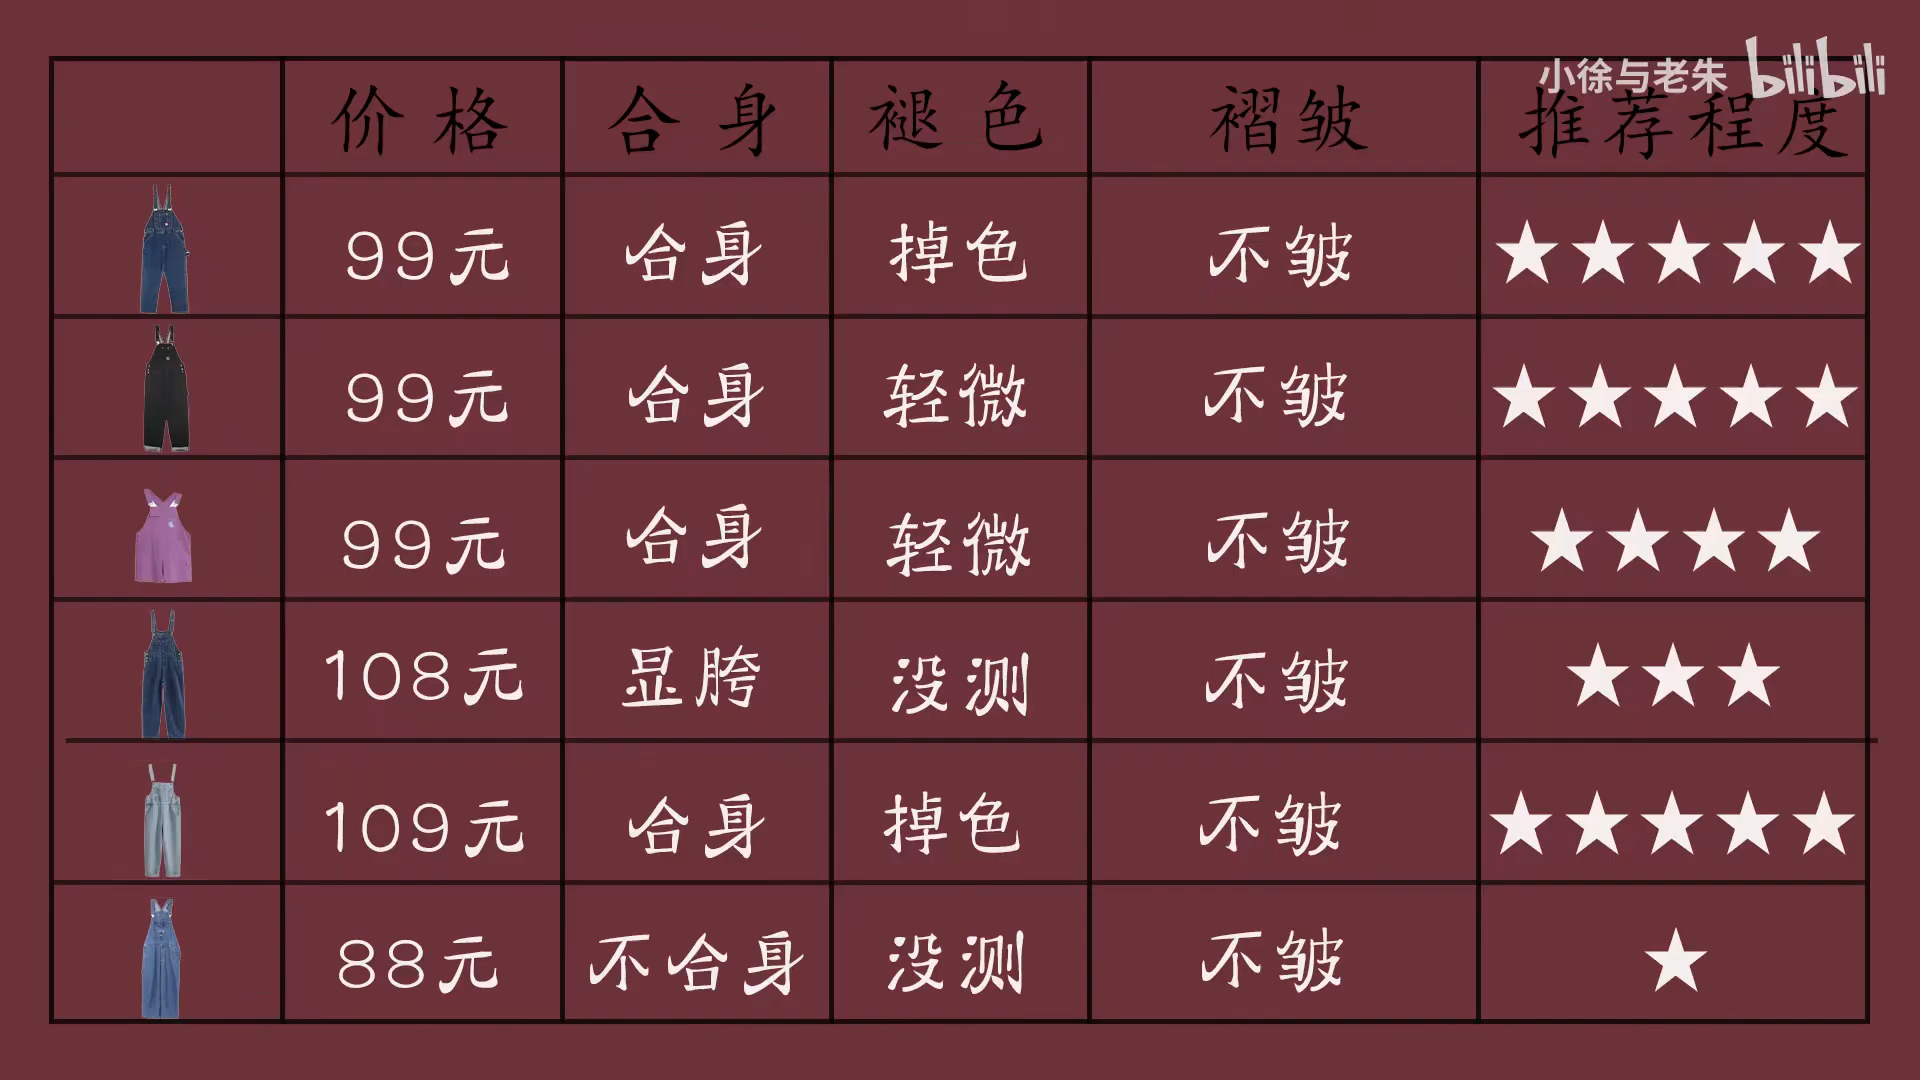 小徐与老朱 bilibili
价格 合身 褪色 褶皱 推荐程度
99元 合身 掉色 不皱 ★★★★★
99元 合身 轻微 不皱 ★★★★★
99元 合身 轻微 不皱 ★★★★
108元 显胯 没测 不皱 ★★★
109元 合身 掉色 不皱 ★★★★★
88元 不合身 没测 不皱 ★